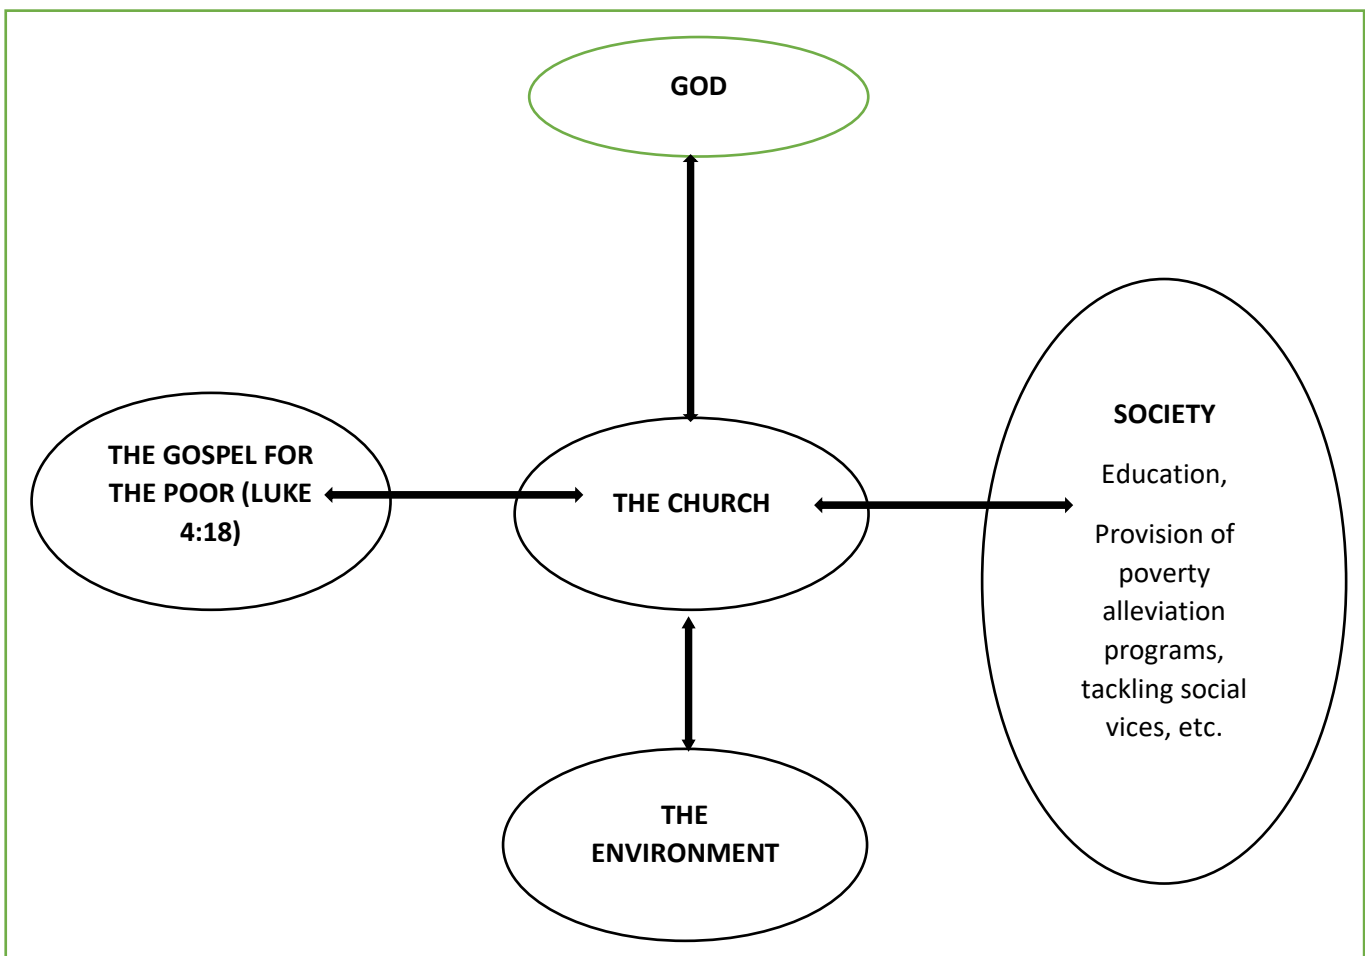 GOD
THE GOSPEL FOR
THE POOR (LUKE
4:18)
THE CHURCH
SOCIETY
Education,
Provision of
poverty
alleviation
programs,
tackling social
vices, etc.
THE
ENVIRONMENT